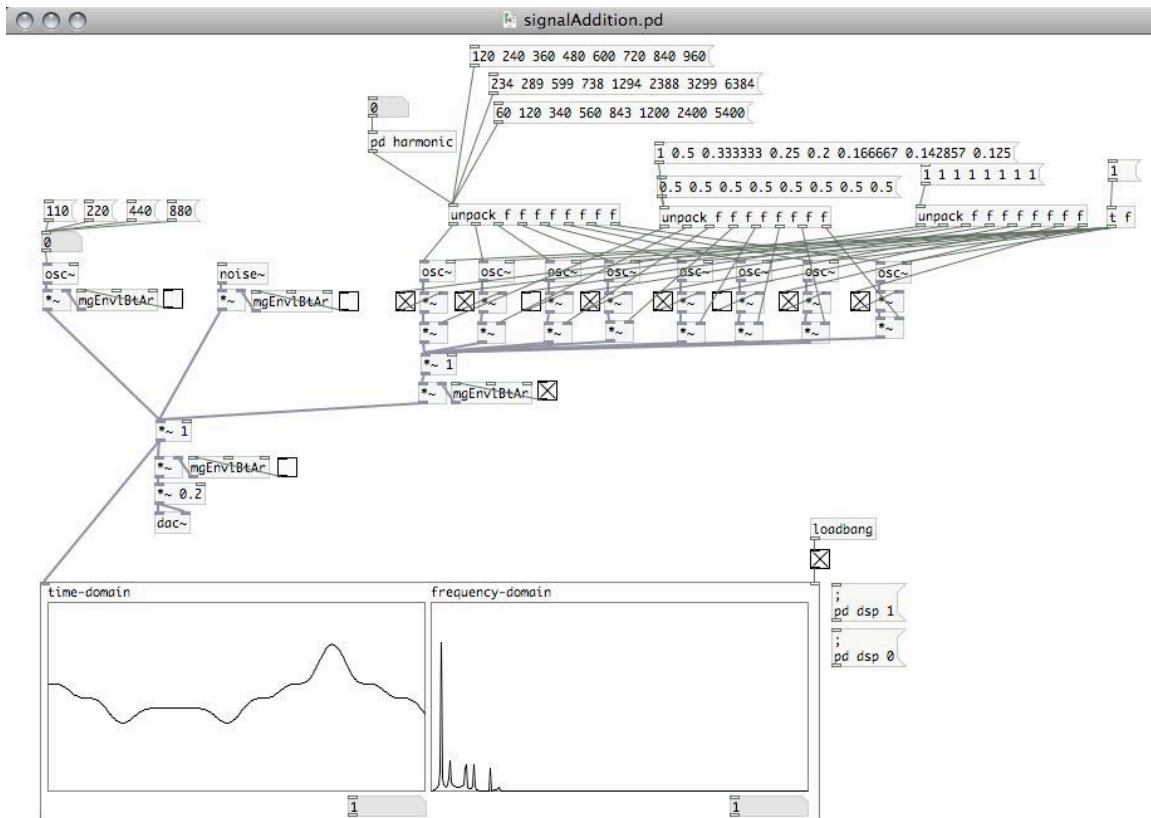 signalAddition.pd
120 240 360 480 600 720 840 960
234 289 599 738 1294 2388 3299 6384
0
60 120 340 560 843 1200 2400 5400
pd harmonic
1 0.5 0.333333 0.25 0.2 0.166667 0.142857 0.125
1
1 1 1 1 1 1 1 1
0.5 0.5 0.5 0.5 0.5 0.5 0.5 0.5
110 220 440 880
unpack f f f f f f f f
unpack f f f f f f f f
unpack f f f f f f f f
t f
0
osc~
noise~
osc~ osc~ osc~ osc~ osc~ osc~ osc~ osc~
*~ mgEnvlBtAr
*~ mgEnvlBtAr
*~ *~ *~ *~ *~ *~ *~ *~
*~ *~ *~ *~ *~ *~ *~ *~
*~ 1
*~ mgEnvlBtAr
*~ 1
*~ mgEnvlBtAr
*~ 0.2
dac~
loadbang
time-domain
frequency-domain
;
pd dsp 1
;
pd dsp 0
1
1